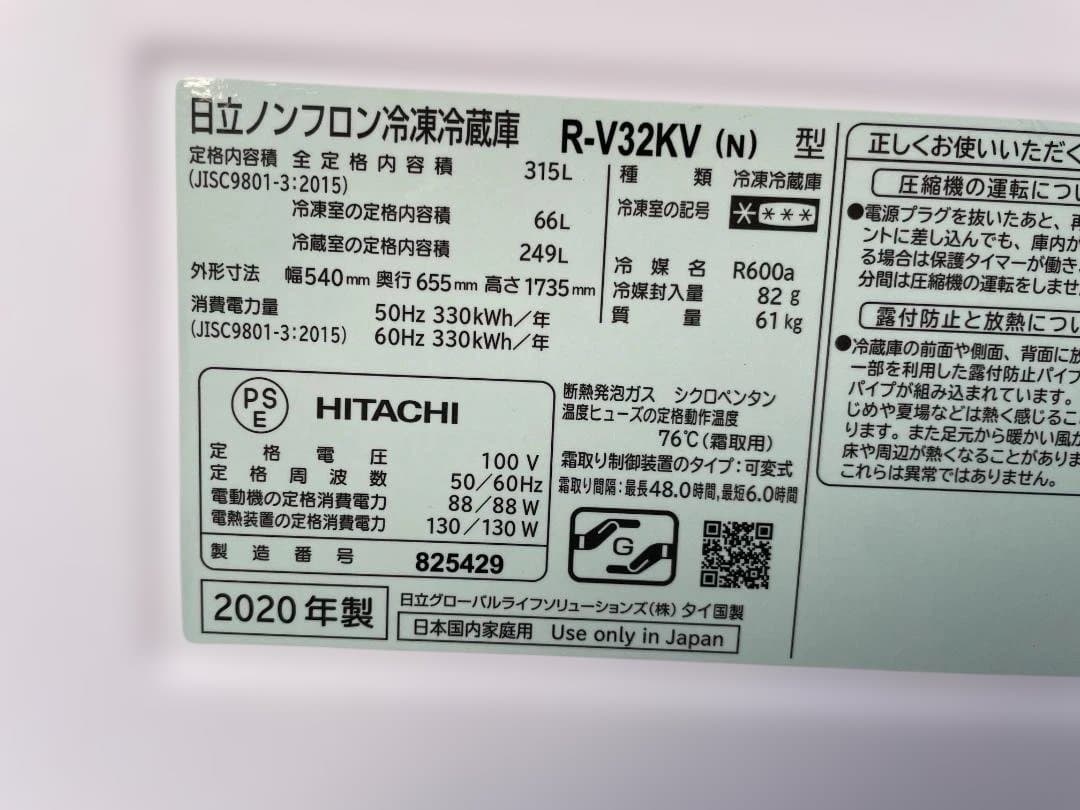 日立ノンフロン冷凍冷蔵庫 R-V32KV (N) 型
定格内容積 全定格内容積 315L
(JISC9801-3:2015)
冷凍室の定格内容積 66L
冷蔵室の定格内容積 249L
外形寸法 幅540mm 奥行655mm 高さ1735mm
消費電力量 50Hz 330kWh/年
(JISC9801-3:2015) 60Hz 330kWh/年
種類 冷凍冷蔵庫
冷凍室の記号
冷媒名 R600a
冷媒封入量 82g
質量 61kg
PSE HITACHI
定格電圧 100V
定格周波数 50/60Hz
電動機の定格消費電力 88/88W
電熱装置の定格消費電力 130/130W
製造番号 825429
断熱発泡ガス シクロペンタン
温度ヒューズの定格動作温度
76℃(霜取用)
霜取り制御装置のタイプ:可変式
霜取り間隔:最長48.0時間,最短6.0時間
G
2020年製
日立グローバルライフソリューションズ(株) タイ国製
日本国内家庭用 Use only in Japan
正しくお使いいただく
圧縮機の運転につい
●電源プラグを抜いたあと、再
ントに差し込んでも、庫内が
る場合は保護タイマーが働き
分間は圧縮機の運転をしませ
露付防止と放熱につい
●冷蔵庫の前面や側面、背面に放
一部を利用した露付防止パイプ
パイプが組み込まれています。
じめや夏場などは熱く感じるこ
ります。また足元から暖かい風が
床や周辺が熱くなることがありま
これらは異常ではありません。